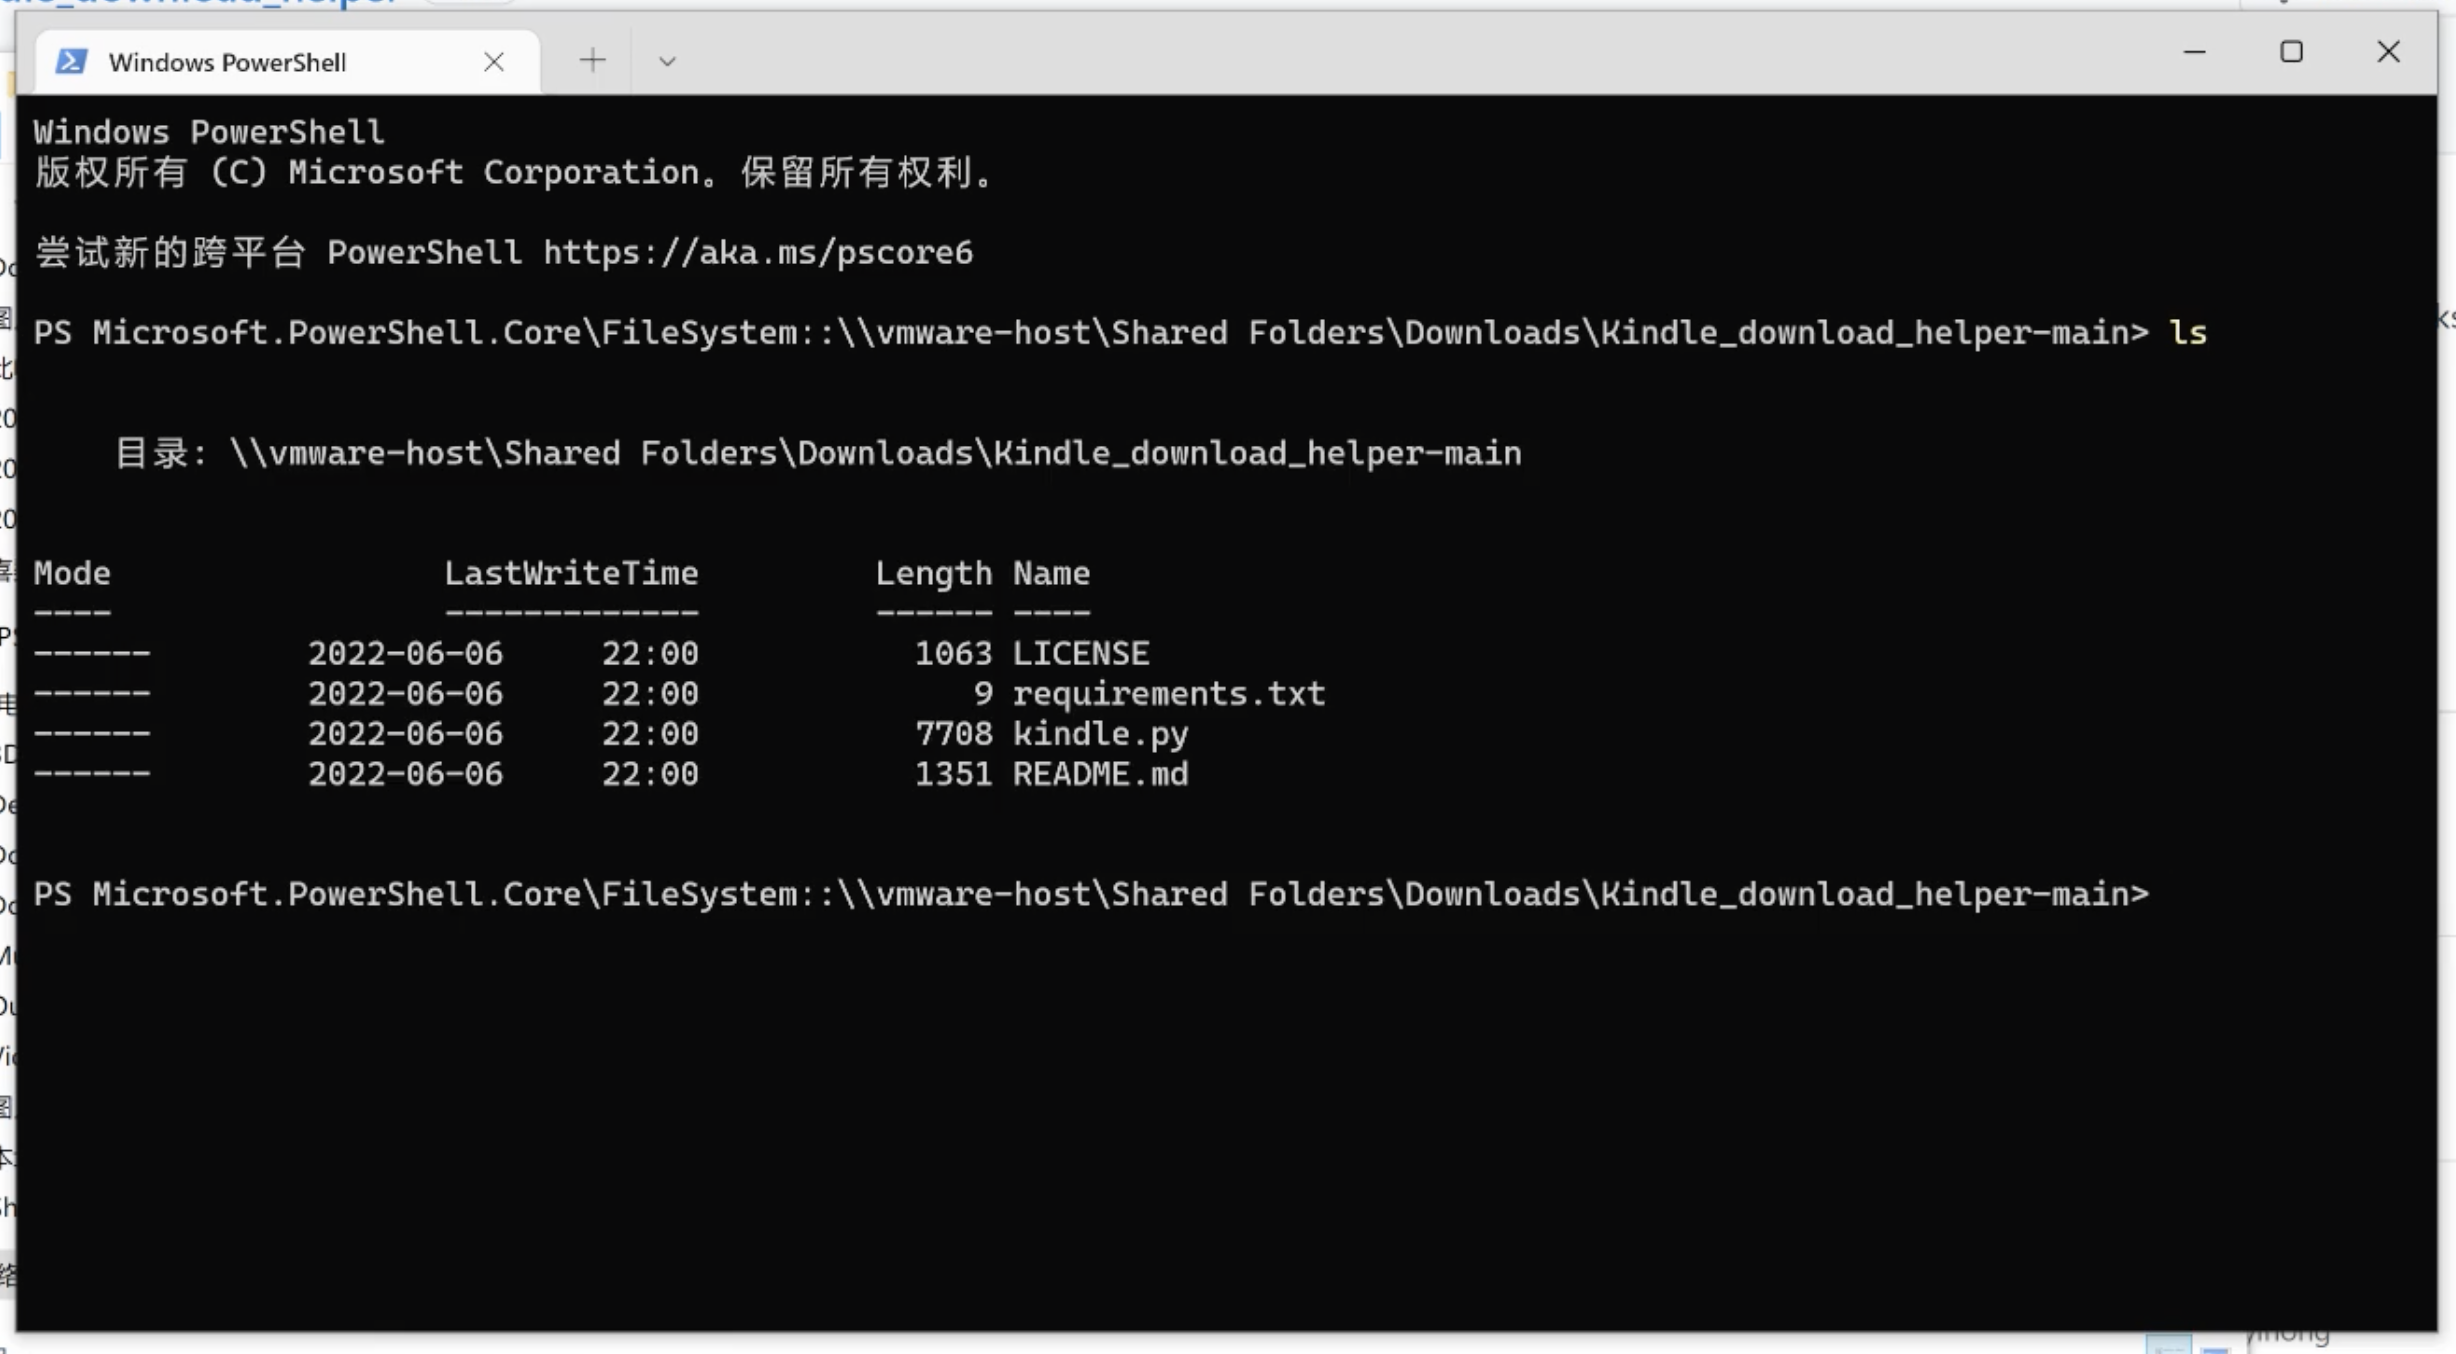 Windows PowerShell
Windows PowerShell
版权所有 (C) Microsoft Corporation。保留所有权利。
尝试新的跨平台 PowerShell https://aka.ms/pscore6
PS Microsoft.PowerShell.Core\FileSystem::\\vmware-host\Shared Folders\Downloads\Kindle_download_helper-main> ls
目录: \\vmware-host\Shared Folders\Downloads\Kindle_download_helper-main
Mode LastWriteTime Length Name
---- ------------- ------ ----
------ 2022-06-06 22:00 1063 LICENSE
------ 2022-06-06 22:00 9 requirements.txt
------ 2022-06-06 22:00 7708 kindle.py
------ 2022-06-06 22:00 1351 README.md
PS Microsoft.PowerShell.Core\FileSystem::\\vmware-host\Shared Folders\Downloads\Kindle_download_helper-main>